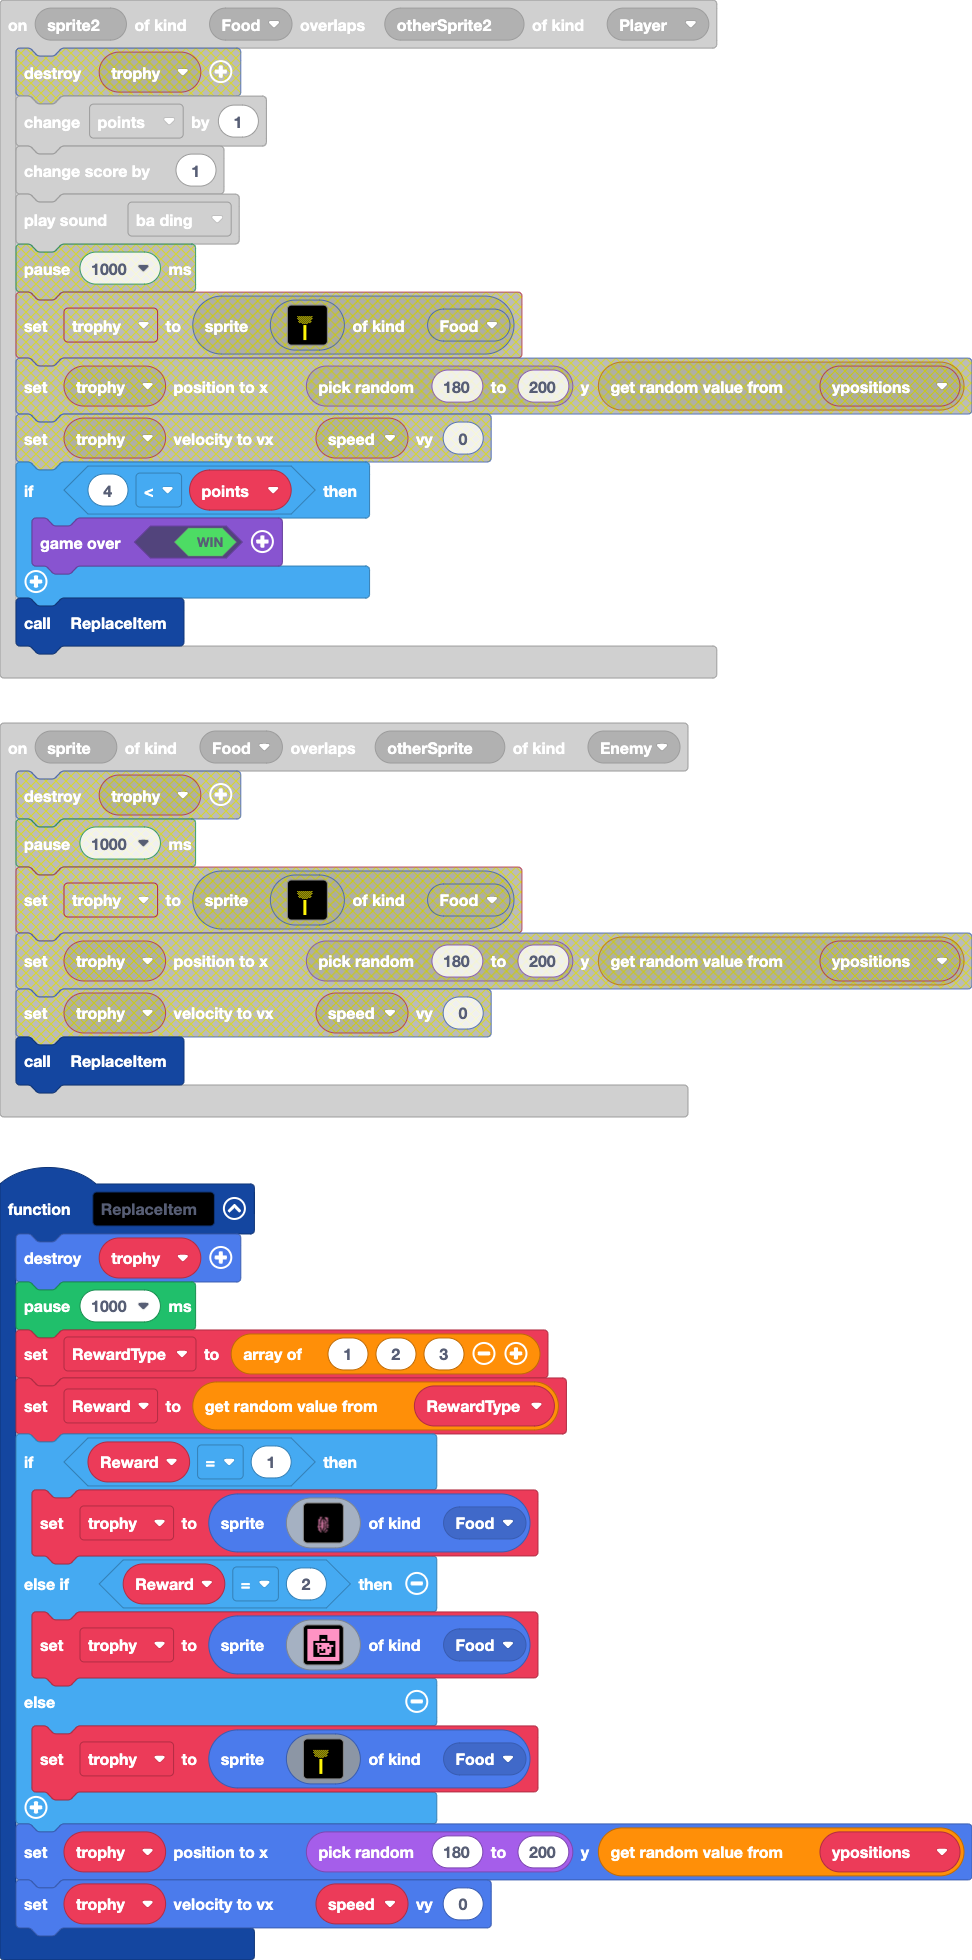 on sprite2 of kind Food overlaps otherSprite2 of kind Player
destroy trophy
change points by 1
change score by 1
play sound ba ding
pause 1000 ms
set trophy to sprite of kind Food
set trophy position to x pick random 180 to 200 y get random value from ypositions
set trophy velocity to vx speed vy 0
if 4 < points then
game over WIN
call ReplaceItem
on sprite of kind Food overlaps otherSprite of kind Enemy
destroy trophy
pause 1000 ms
set trophy to sprite of kind Food
set trophy position to x pick random 180 to 200 y get random value from ypositions
set trophy velocity to vx speed vy 0
call ReplaceItem
function ReplaceItem
destroy trophy
pause 1000 ms
set RewardType to array of 1 2 3
set Reward to get random value from RewardType
if Reward = 1 then
set trophy to sprite of kind Food
else if Reward = 2 then
set trophy to sprite of kind Food
else
set trophy to sprite of kind Food
set trophy position to x pick random 180 to 200 y get random value from ypositions
set trophy velocity to vx speed vy 0